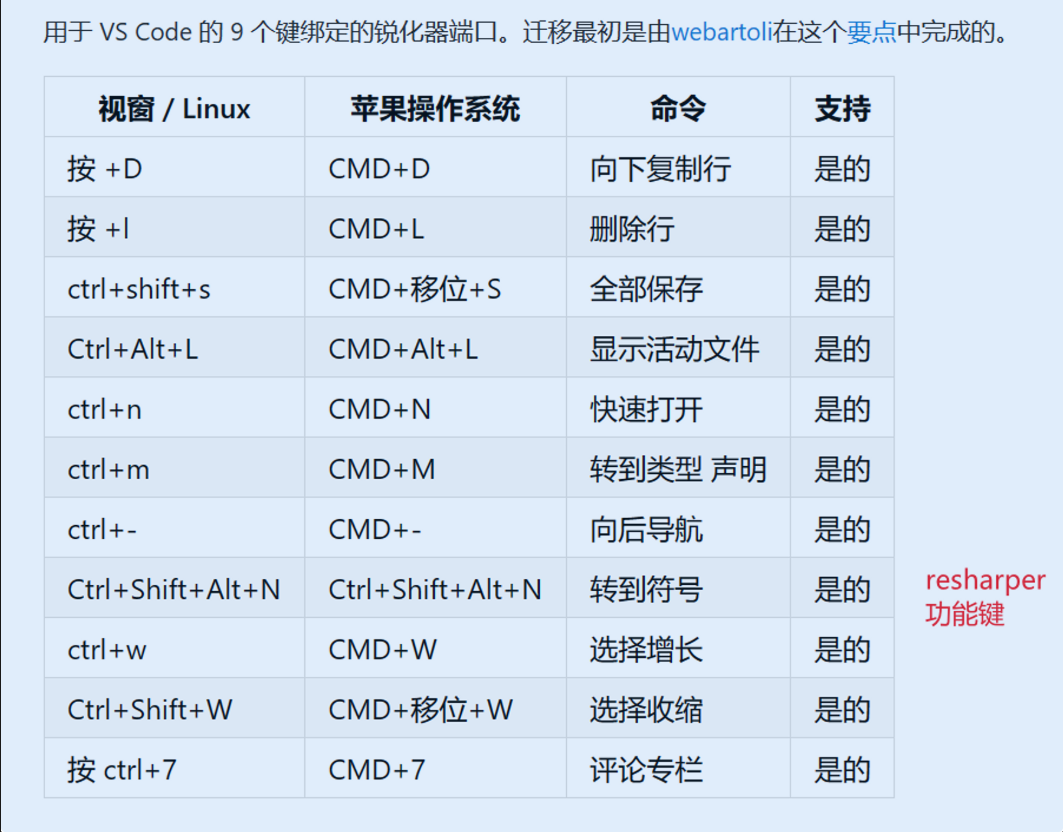 用于 VS Code 的 9 个键绑定的锐化器端口。迁移最初是由webartoli在这个要点中完成的。
视窗 / Linux 苹果操作系统 命令 支持
按 +D CMD+D 向下复制行 是的
按 +l CMD+L 删除行 是的
ctrl+shift+s CMD+移位+S 全部保存 是的
Ctrl+Alt+L CMD+Alt+L 显示活动文件 是的
ctrl+n CMD+N 快速打开 是的
ctrl+m CMD+M 转到类型 声明 是的
ctrl+- CMD+- 向后导航 是的
Ctrl+Shift+Alt+N Ctrl+Shift+Alt+N 转到符号 是的
ctrl+w CMD+W 选择增长 是的
Ctrl+Shift+W CMD+移位+W 选择收缩 是的
按 ctrl+7 CMD+7 评论专栏 是的
resharper
功能键